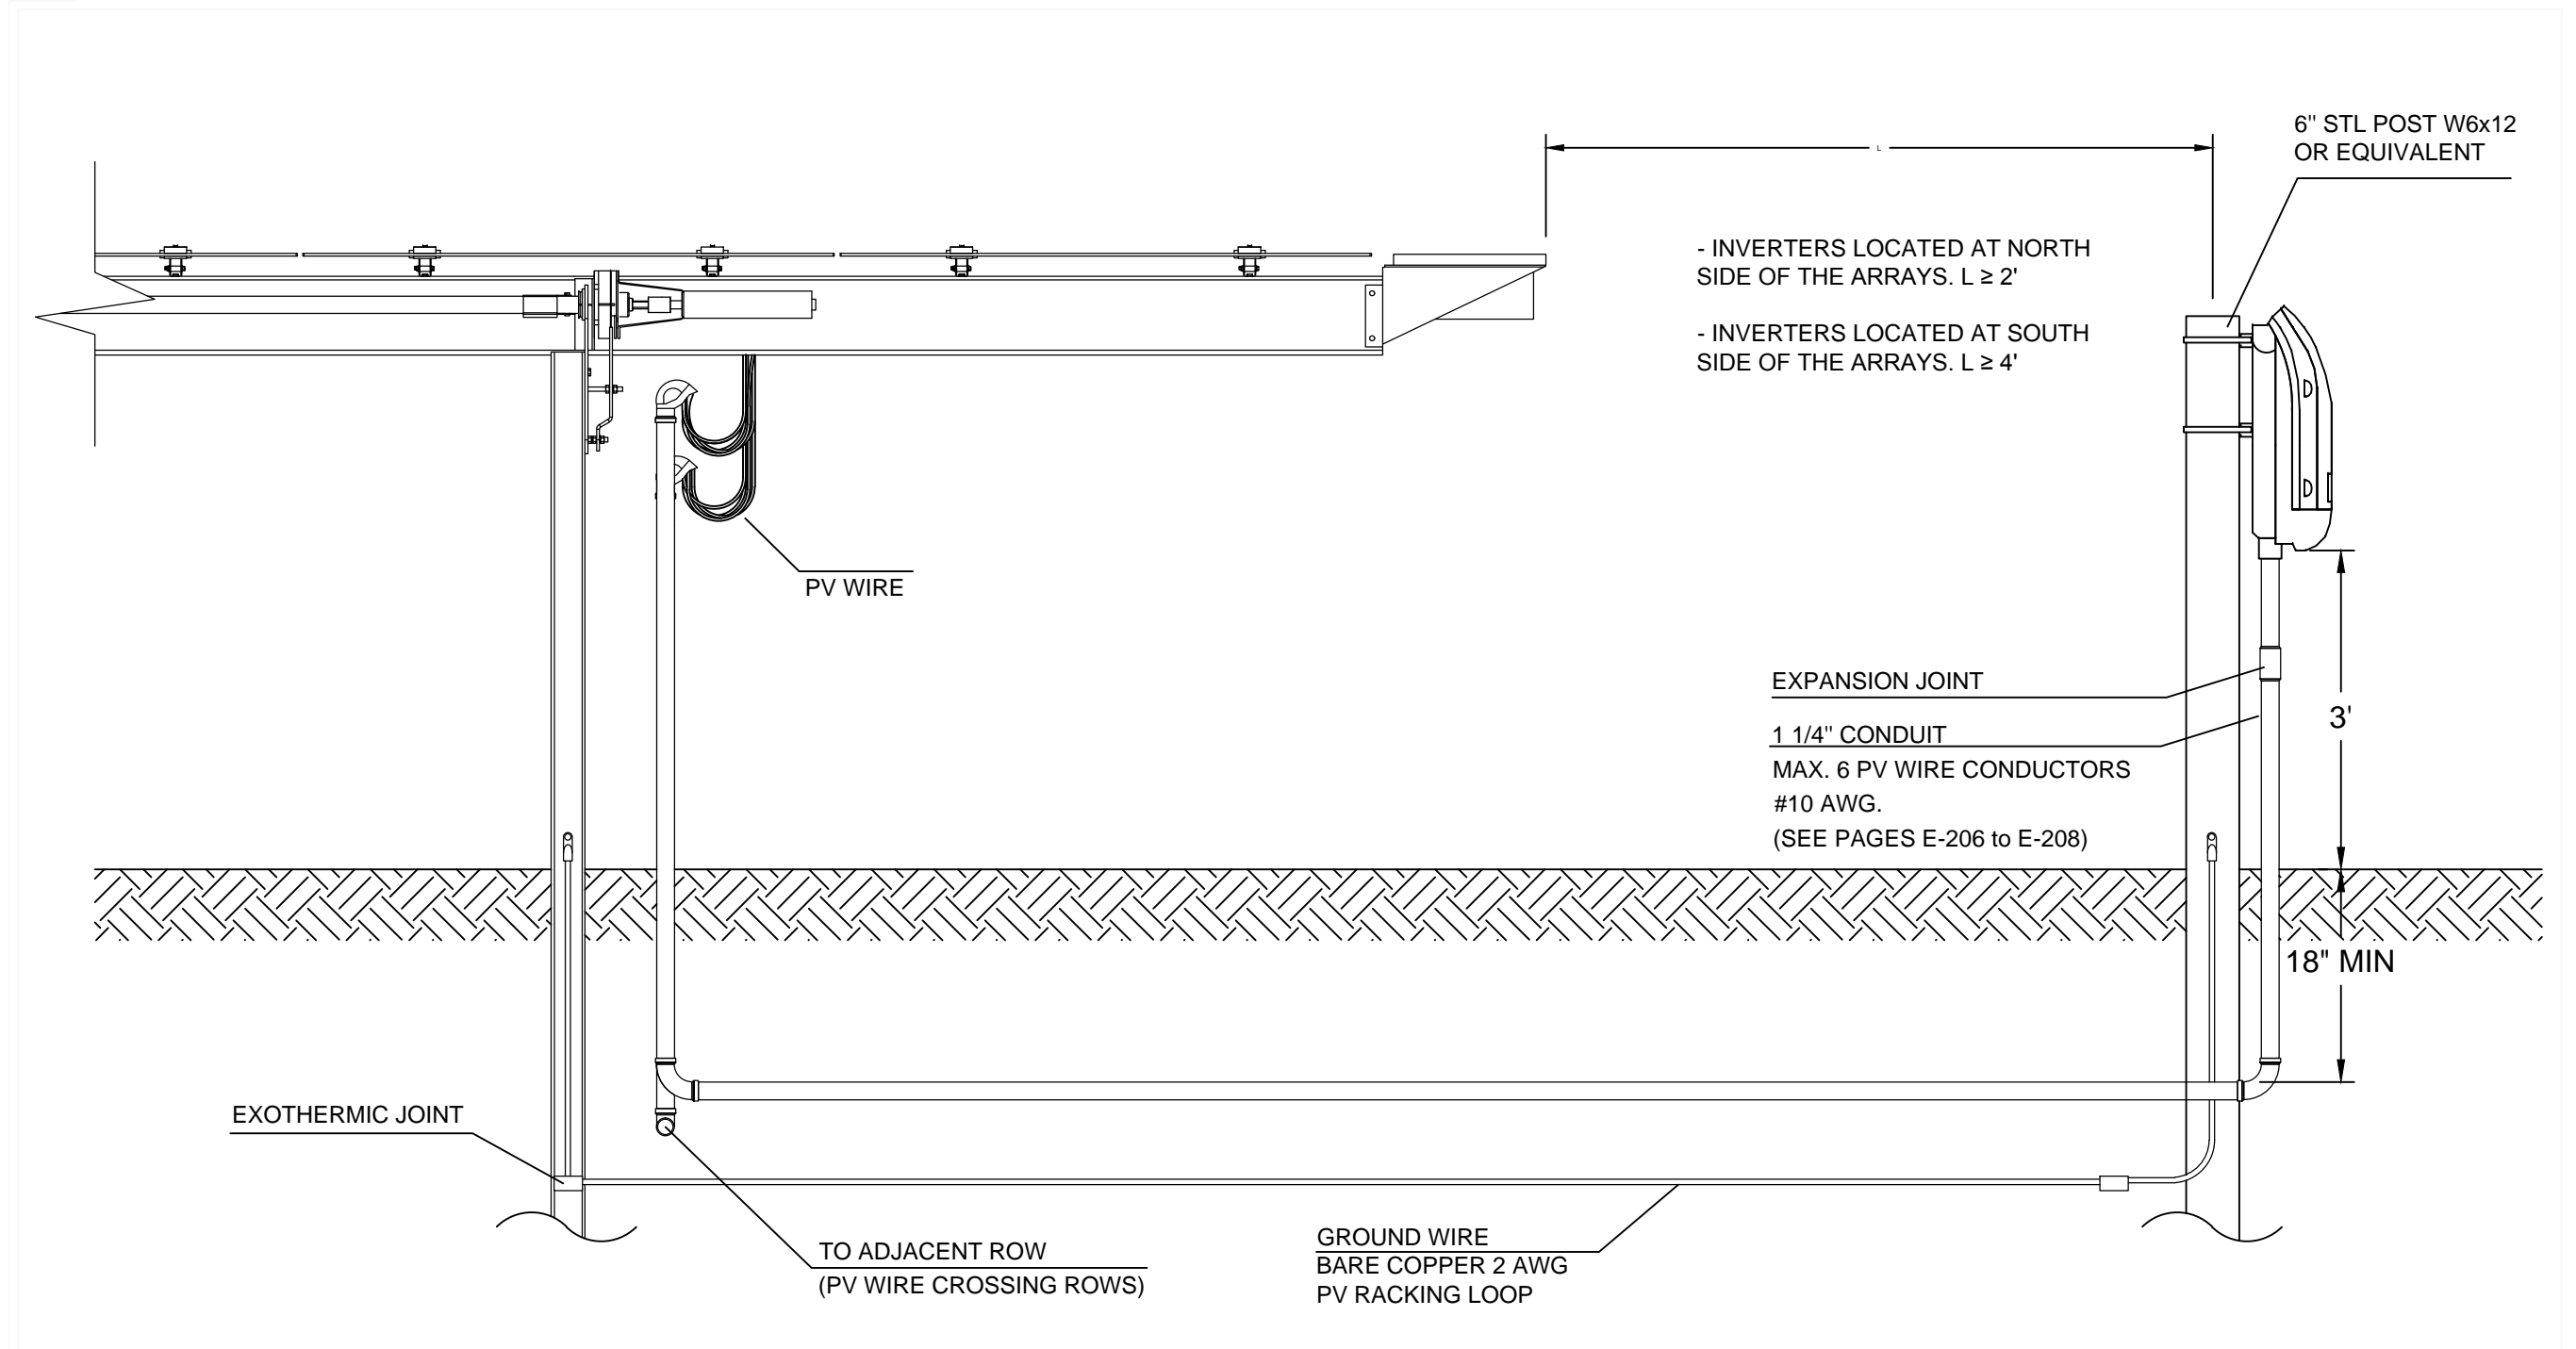 6" STL POST W6x12
OR EQUIVALENT
L
- INVERTERS LOCATED AT NORTH
SIDE OF THE ARRAYS. L ≥ 2'
- INVERTERS LOCATED AT SOUTH
SIDE OF THE ARRAYS. L ≥ 4'
PV WIRE
EXPANSION JOINT
1 1/4" CONDUIT
MAX. 6 PV WIRE CONDUCTORS
#10 AWG.
(SEE PAGES E-206 to E-208)
3'
18" MIN
EXOTHERMIC JOINT
TO ADJACENT ROW
(PV WIRE CROSSING ROWS)
GROUND WIRE
BARE COPPER 2 AWG
PV RACKING LOOP